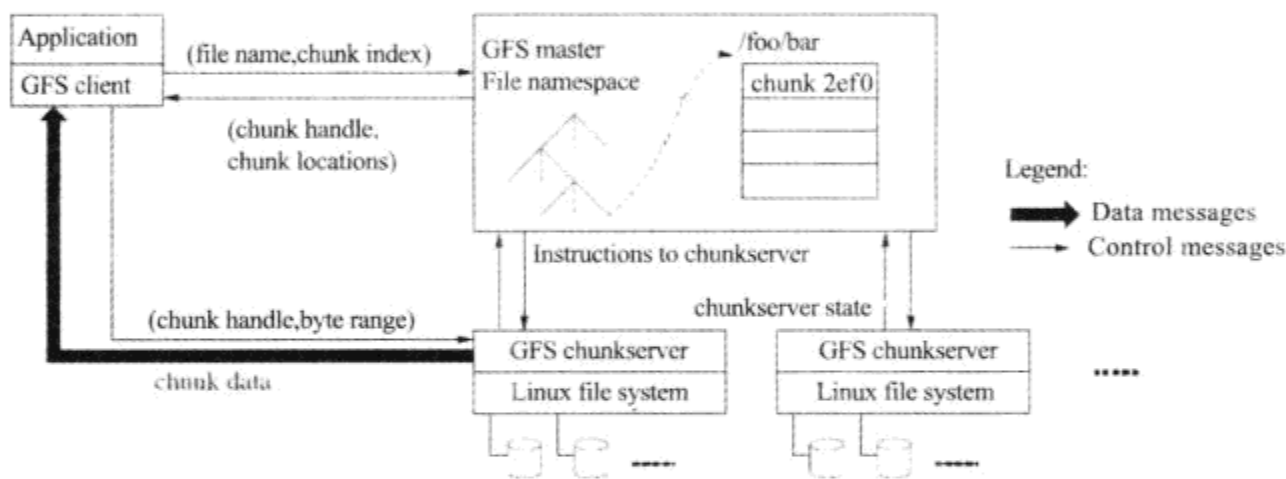 Application
GFS client
(file name,chunk index)
(chunk handle,
chunk locations)
GFS master
File namespace
/foo/bar
chunk 2ef0
Legend:
Data messages
Control messages
Instructions to chunkserver
chunkserver state
(chunk handle,byte range)
chunk data
GFS chunkserver
Linux file system
GFS chunkserver
Linux file system